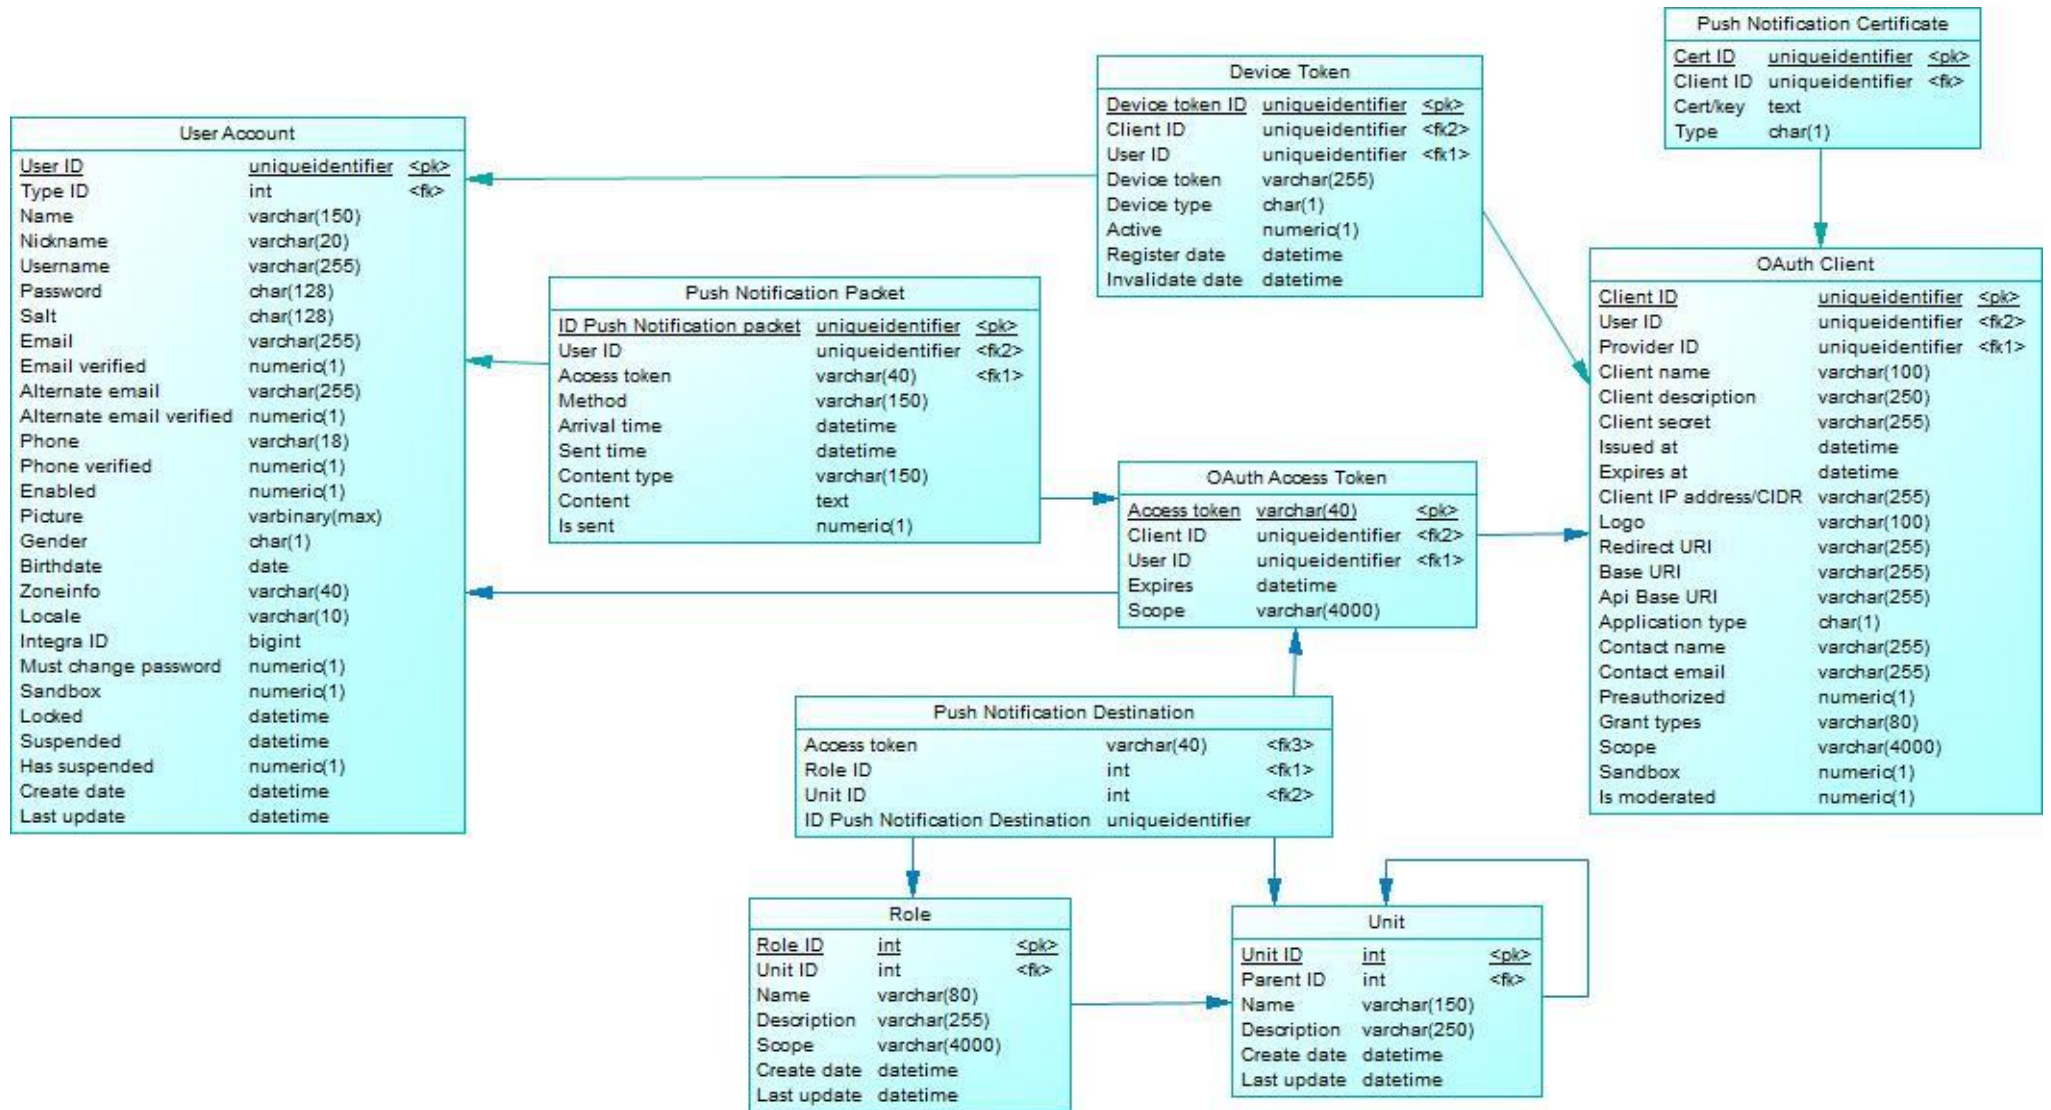 Push Notification Certificate
Cert ID uniqueidentifier <pk>
Client ID uniqueidentifier <fk>
Cert/key text
Type char(1)
Device Token
Device token ID uniqueidentifier <pk>
Client ID uniqueidentifier <fk2>
User ID uniqueidentifier <fk1>
Device token varchar(255)
Device type char(1)
Active numeric(1)
Register date datetime
Invalidate date datetime
User Account
User ID uniqueidentifier <pk>
Type ID int <fk>
Name varchar(150)
Nickname varchar(20)
Username varchar(255)
Password char(128)
Salt char(128)
Email varchar(255)
Email verified numeric(1)
Alternate email varchar(255)
Alternate email verified numeric(1)
Phone varchar(18)
Phone verified numeric(1)
Enabled numeric(1)
Picture varbinary(max)
Gender char(1)
Birthdate date
Zoneinfo varchar(40)
Locale varchar(10)
Integra ID bigint
Must change password numeric(1)
Sandbox numeric(1)
Locked datetime
Suspended datetime
Has suspended numeric(1)
Create date datetime
Last update datetime
Push Notification Packet
ID Push Notification packet uniqueidentifier <pk>
User ID uniqueidentifier <fk2>
Access token varchar(40) <fk1>
Method varchar(150)
Arrival time datetime
Sent time datetime
Content type varchar(150)
Content text
Is sent numeric(1)
OAuth Client
Client ID uniqueidentifier <pk>
User ID uniqueidentifier <fk2>
Provider ID uniqueidentifier <fk1>
Client name varchar(100)
Client description varchar(250)
Client secret varchar(255)
Issued at datetime
Expires at datetime
Client IP address/CIDR varchar(255)
Logo varchar(100)
Redirect URI varchar(255)
Base URI varchar(255)
Api Base URI varchar(255)
Application type char(1)
Contact name varchar(255)
Contact email varchar(255)
Preauthorized numeric(1)
Grant types varchar(80)
Scope varchar(4000)
Sandbox numeric(1)
Is moderated numeric(1)
OAuth Access Token
Access token varchar(40) <pk>
Client ID uniqueidentifier <fk2>
User ID uniqueidentifier <fk1>
Expires datetime
Scope varchar(4000)
Push Notification Destination
Access token varchar(40) <fk3>
Role ID int <fk1>
Unit ID int <fk2>
ID Push Notification Destination uniqueidentifier
Role
Role ID int <pk>
Unit ID int <fk>
Name varchar(80)
Description varchar(255)
Scope varchar(4000)
Create date datetime
Last update datetime
Unit
Unit ID int <pk>
Parent ID int <fk>
Name varchar(150)
Description varchar(250)
Create date datetime
Last update datetime